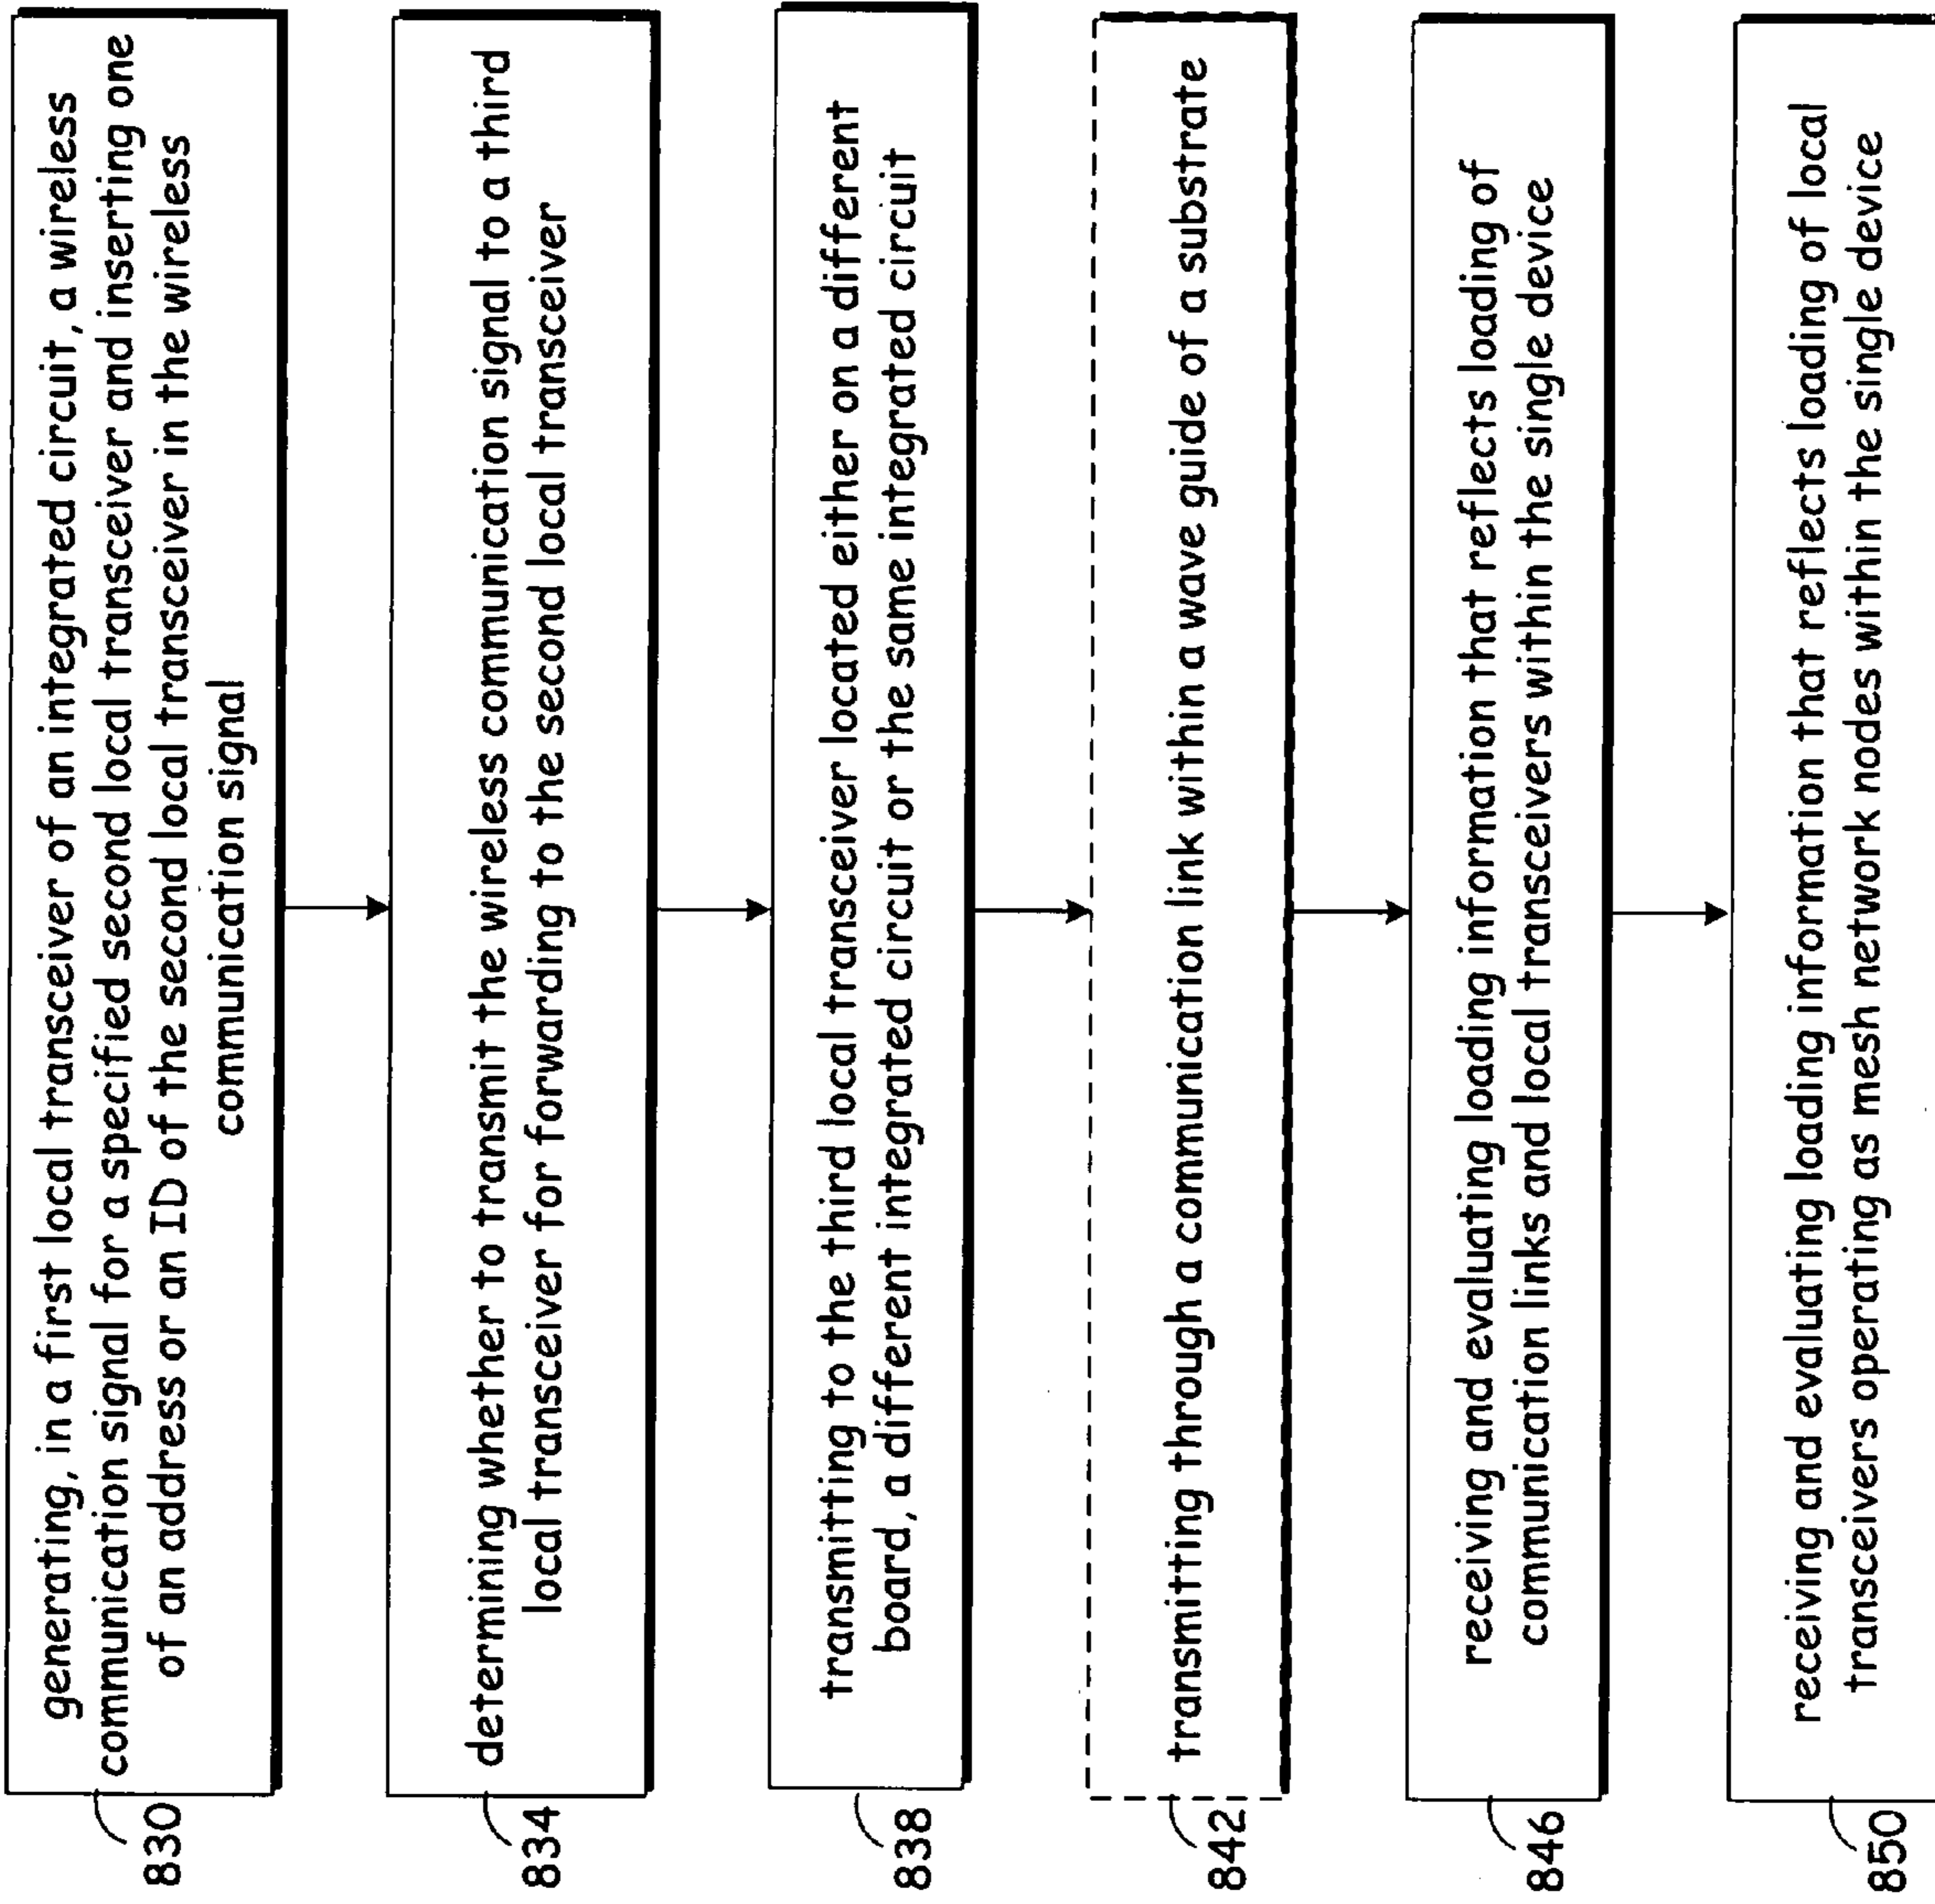 generating, in a first local transceiver of an integrated circuit, a wireless
communication signal for a specified second local transceiver and inserting one
of an address or an ID of the second local transceiver in the wireless
communication signal
830
determining whether to transmit the wireless communication signal to a third
local transceiver for forwarding to the second local transceiver
834
transmitting to the third local transceiver located either on a different
board, a different integrated circuit or the same integrated circuit
838
transmitting through a communication link within a wave guide of a substrate
842
receiving and evaluating loading information that reflects loading of
communication links and local transceivers within the single device
846
receiving and evaluating loading information that reflects loading of local
transceivers operating as mesh network nodes within the single device
850